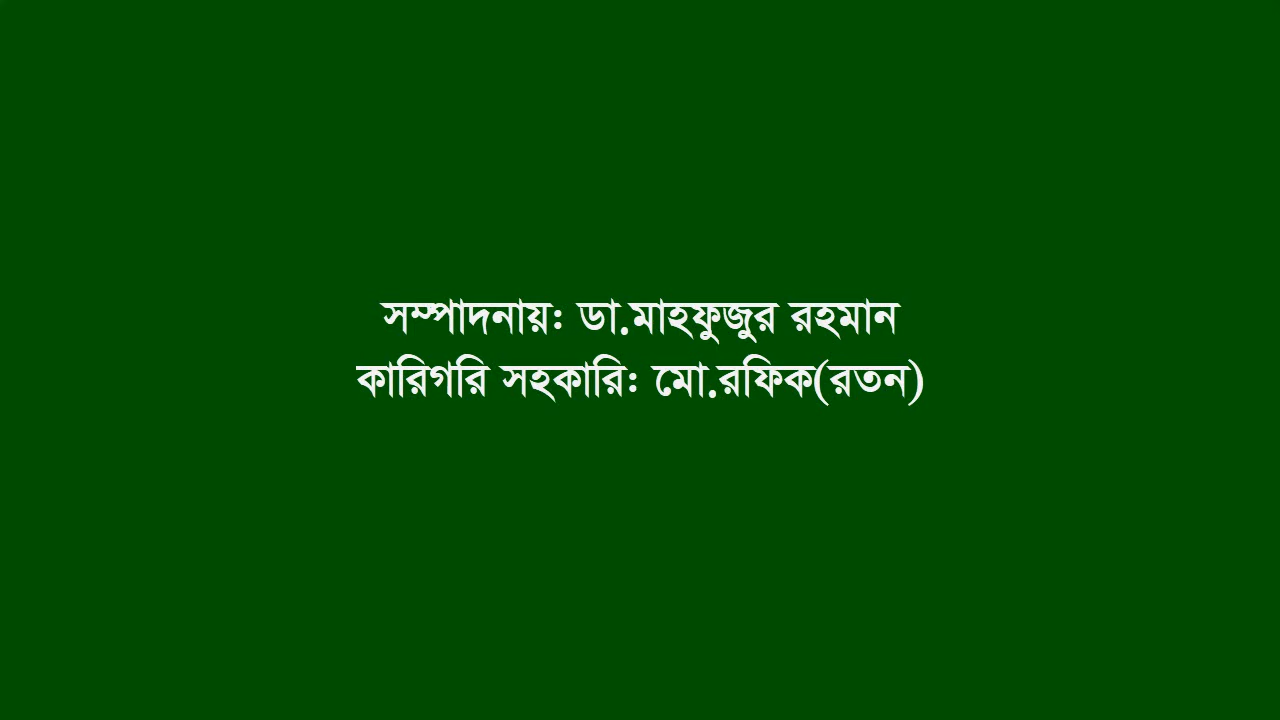 সম্পাদনায়: ডা.মাহফুজুর রহমান
কারিগরি সহকারি: মো.রফিক(রতন)